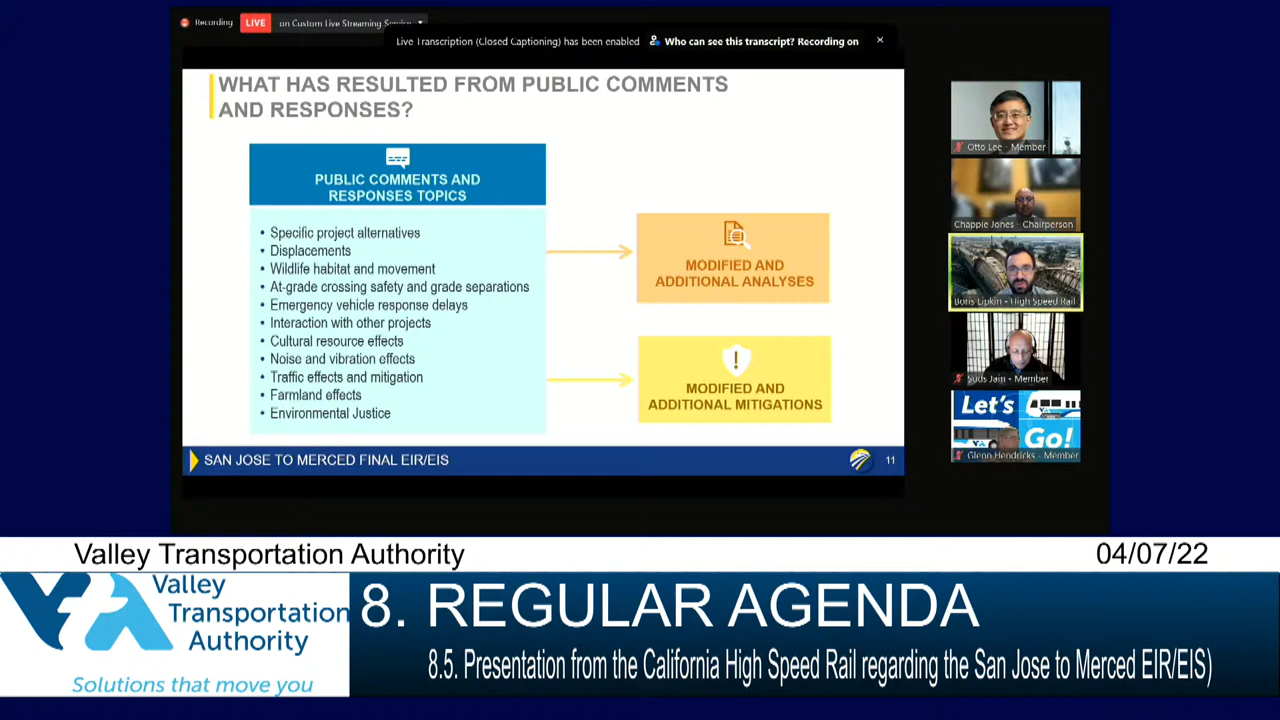 Recording LIVE on Custom Live Streaming Service
Live Transcription (Closed Captioning) has been enabled Who can see this transcript? Recording on
WHAT HAS RESULTED FROM PUBLIC COMMENTS
AND RESPONSES?
PUBLIC COMMENTS AND
RESPONSES TOPICS
• Specific project alternatives
• Displacements
• Wildlife habitat and movement
• At-grade crossing safety and grade separations
• Emergency vehicle response delays
• Interaction with other projects
• Cultural resource effects
• Noise and vibration effects
• Traffic effects and mitigation
• Farmland effects
• Environmental Justice
MODIFIED AND
ADDITIONAL ANALYSES
MODIFIED AND
ADDITIONAL MITIGATIONS
SAN JOSE TO MERCED FINAL EIR/EIS
11
Otto Lee - Member
Chappie Jones - Chairperson
Boris Lipkin - High Speed Rail
Suds Jain - Member
Let's
Go!
Glenn Hendricks - Member
Valley Transportation Authority
04/07/22
Valley
Transportation
Authority
Solutions that move you
8. REGULAR AGENDA
8.5. Presentation from the California High Speed Rail regarding the San Jose to Merced EIR/EIS)